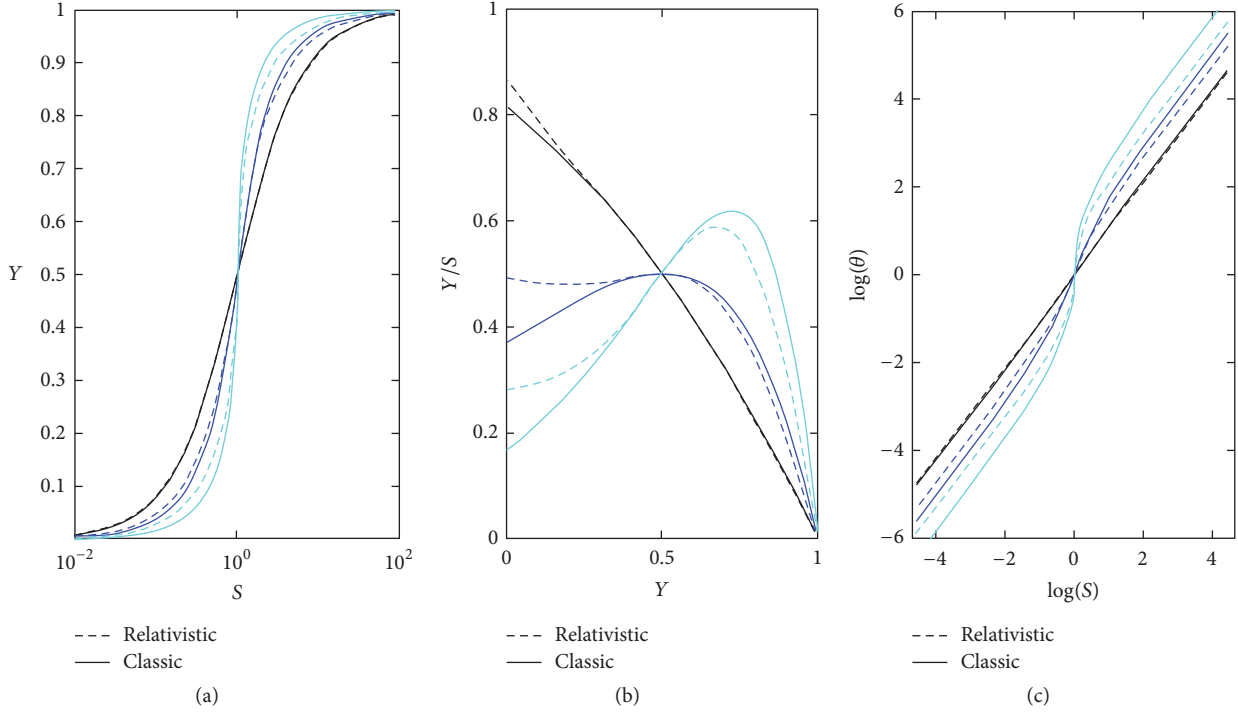 1
0.9
0.8
0.7
0.6
0.5
0.4
0.3
0.2
0.1
Y
10^-2
10^0
10^2
S
Relativistic
Classic
(a)
1
0.8
0.6
0.4
0.2
0
Y/S
0
0.5
1
Y
Relativistic
Classic
(b)
6
4
2
0
−2
−4
−6
log(θ)
−4
−2
0
2
4
log(S)
Relativistic
Classic
(c)